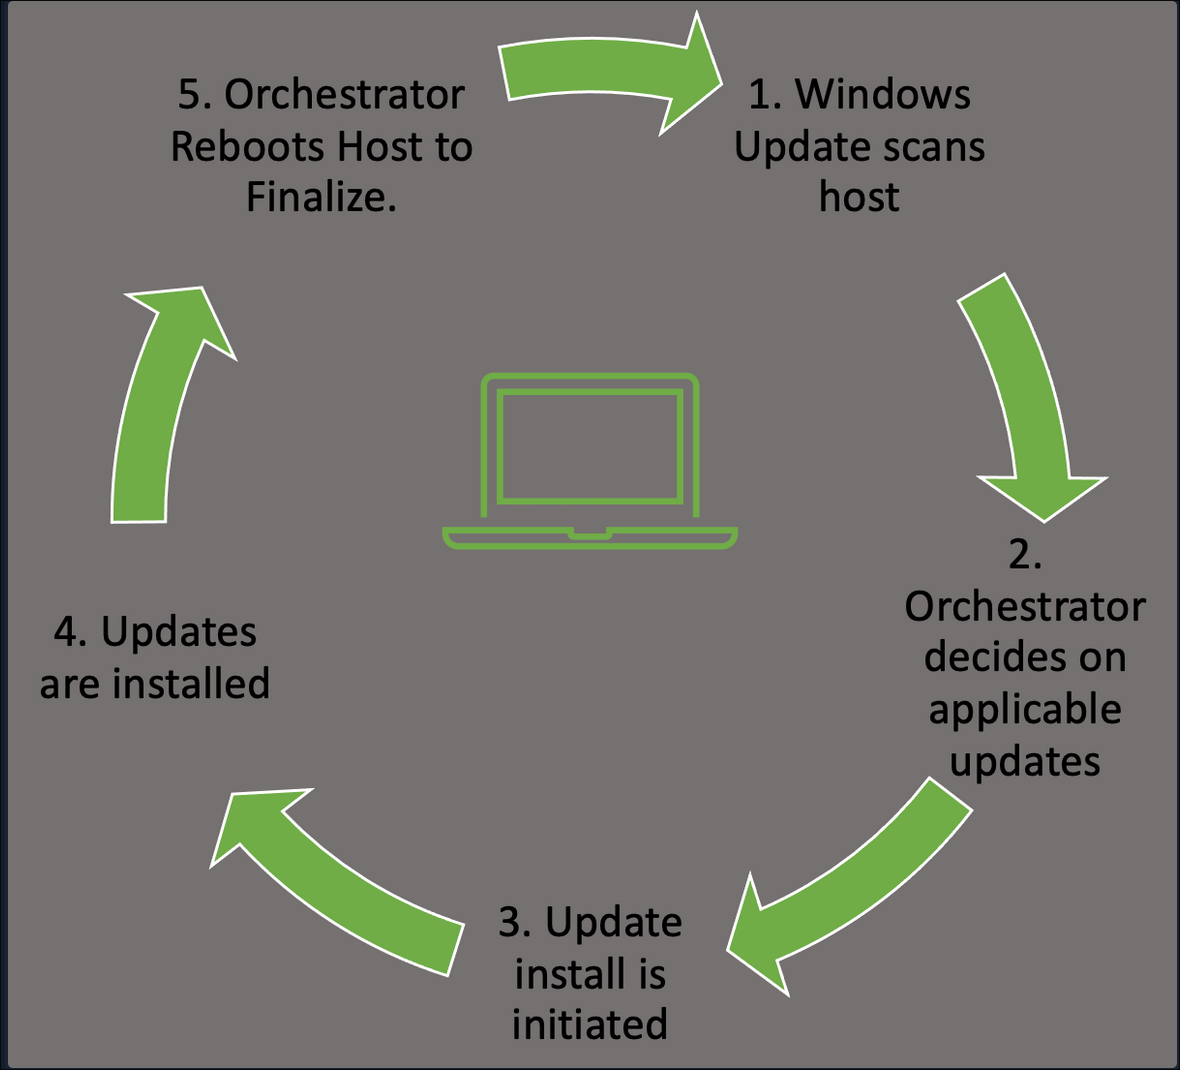 1. Windows
Update scans
host
2.
Orchestrator
decides on
applicable
updates
3. Update
install is
initiated
4. Updates
are installed
5. Orchestrator
Reboots Host to
Finalize.